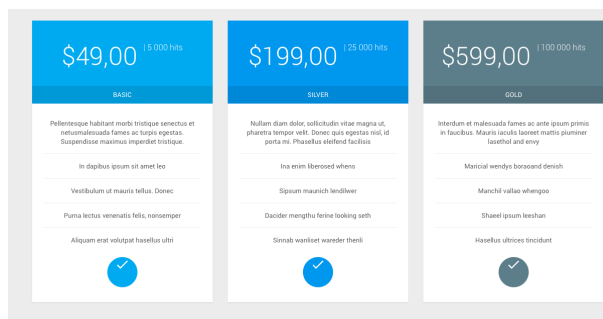 $49,00 | 5 000 hits
BASIC
Pellentesque habitant morbi tristique senectus et
netusmalesuada fames ac turpis egestas.
Suspendisse maximus imperdiet tristique.
In dapibus ipsum sit amet leo
Vestibulum ut mauris tellus. Donec
Puma lectus venenatis felis, nonsemper
Aliquam erat volutpat hasellus ultri
$199,00 | 25 000 hits
SILVER
Nullam diam dolor, sollicitudin vitae magna ut,
pharetra tempor velit. Donec quis egestas nisl, id
porta mi. Phasellus eleifend facilisis
Ina enim liberosed whens
Sipsum maunich lendilwer
Dacider mengthu ferine looking seth
Sinnab wanliset wareder thenli
$599,00 | 100 000 hits
GOLD
Interdum et malesuada fames ac ante ipsum primis
in faucibus. Mauris iaculis laoreet mattis piuminer
lasethol and envy
Maricial wendys boraoand denish
Manchil vallao whengoo
Shaeel ipsum leeshan
Hasellus ultrices tincidunt